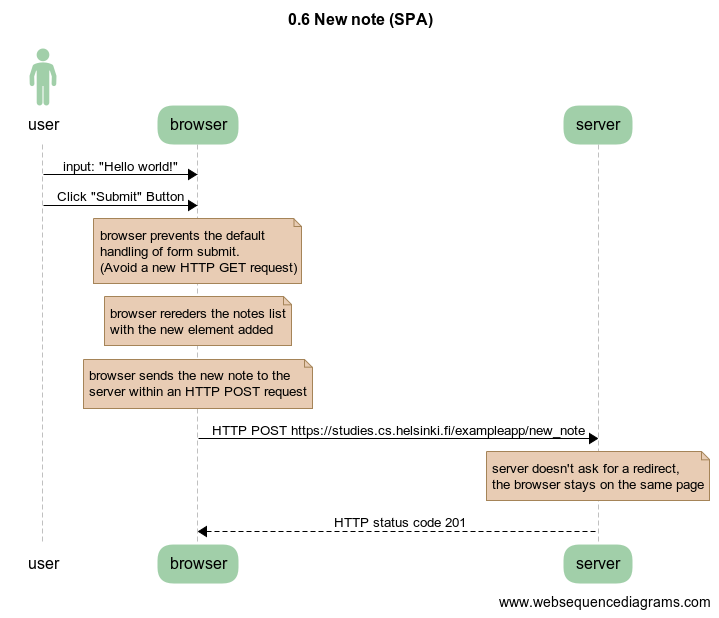 0.6 New note (SPA)
user
browser
server
input: "Hello world!"
Click "Submit" Button
browser prevents the default
handling of form submit.
(Avoid a new HTTP GET request)
browser rereders the notes list
with the new element added
browser sends the new note to the
server within an HTTP POST request
HTTP POST https://studies.cs.helsinki.fi/exampleapp/new_note
server doesn't ask for a redirect,
the browser stays on the same page
HTTP status code 201
user
browser
server
www.websequencediagrams.com